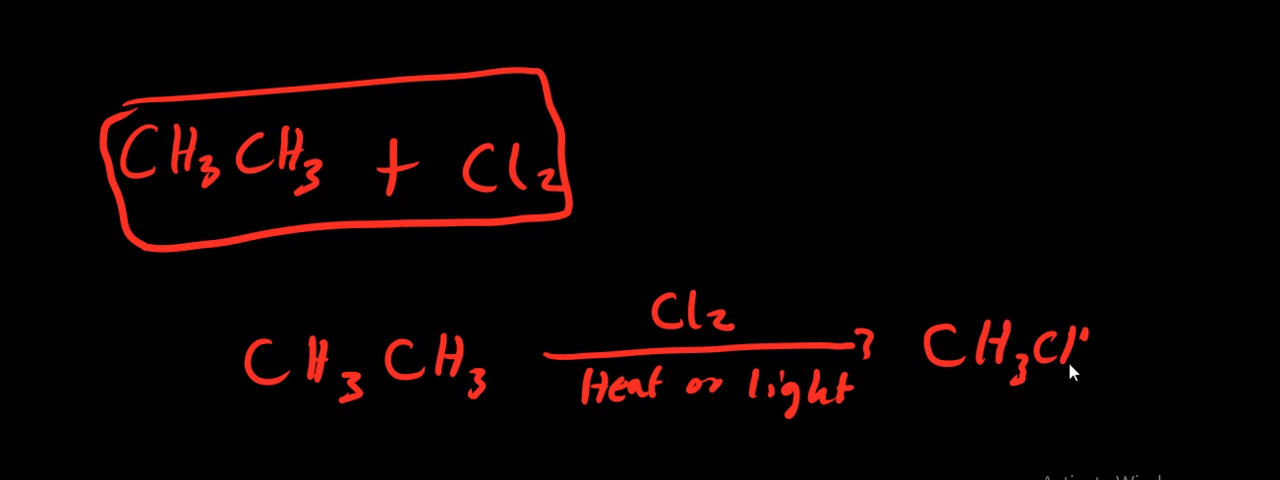 CH3CH3 + Cl2
Cl2
CH3CH3 → CH3Cl
Heat or light